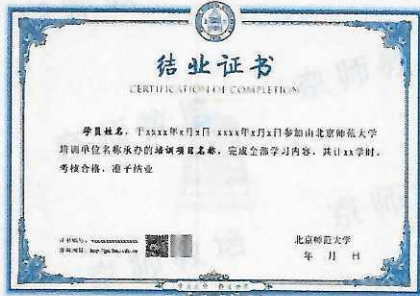 结业证书
CERTIFICATION OF COMPLETION
学员姓名，于xxxx年x月x日-xxxx年x月x日参加由北京师范大学
培训单位名称承办的培训项目名称，完成全部学习内容，共计xx学时，
考核合格，准予结业
证书编号：
北京师范大学
年 月 日